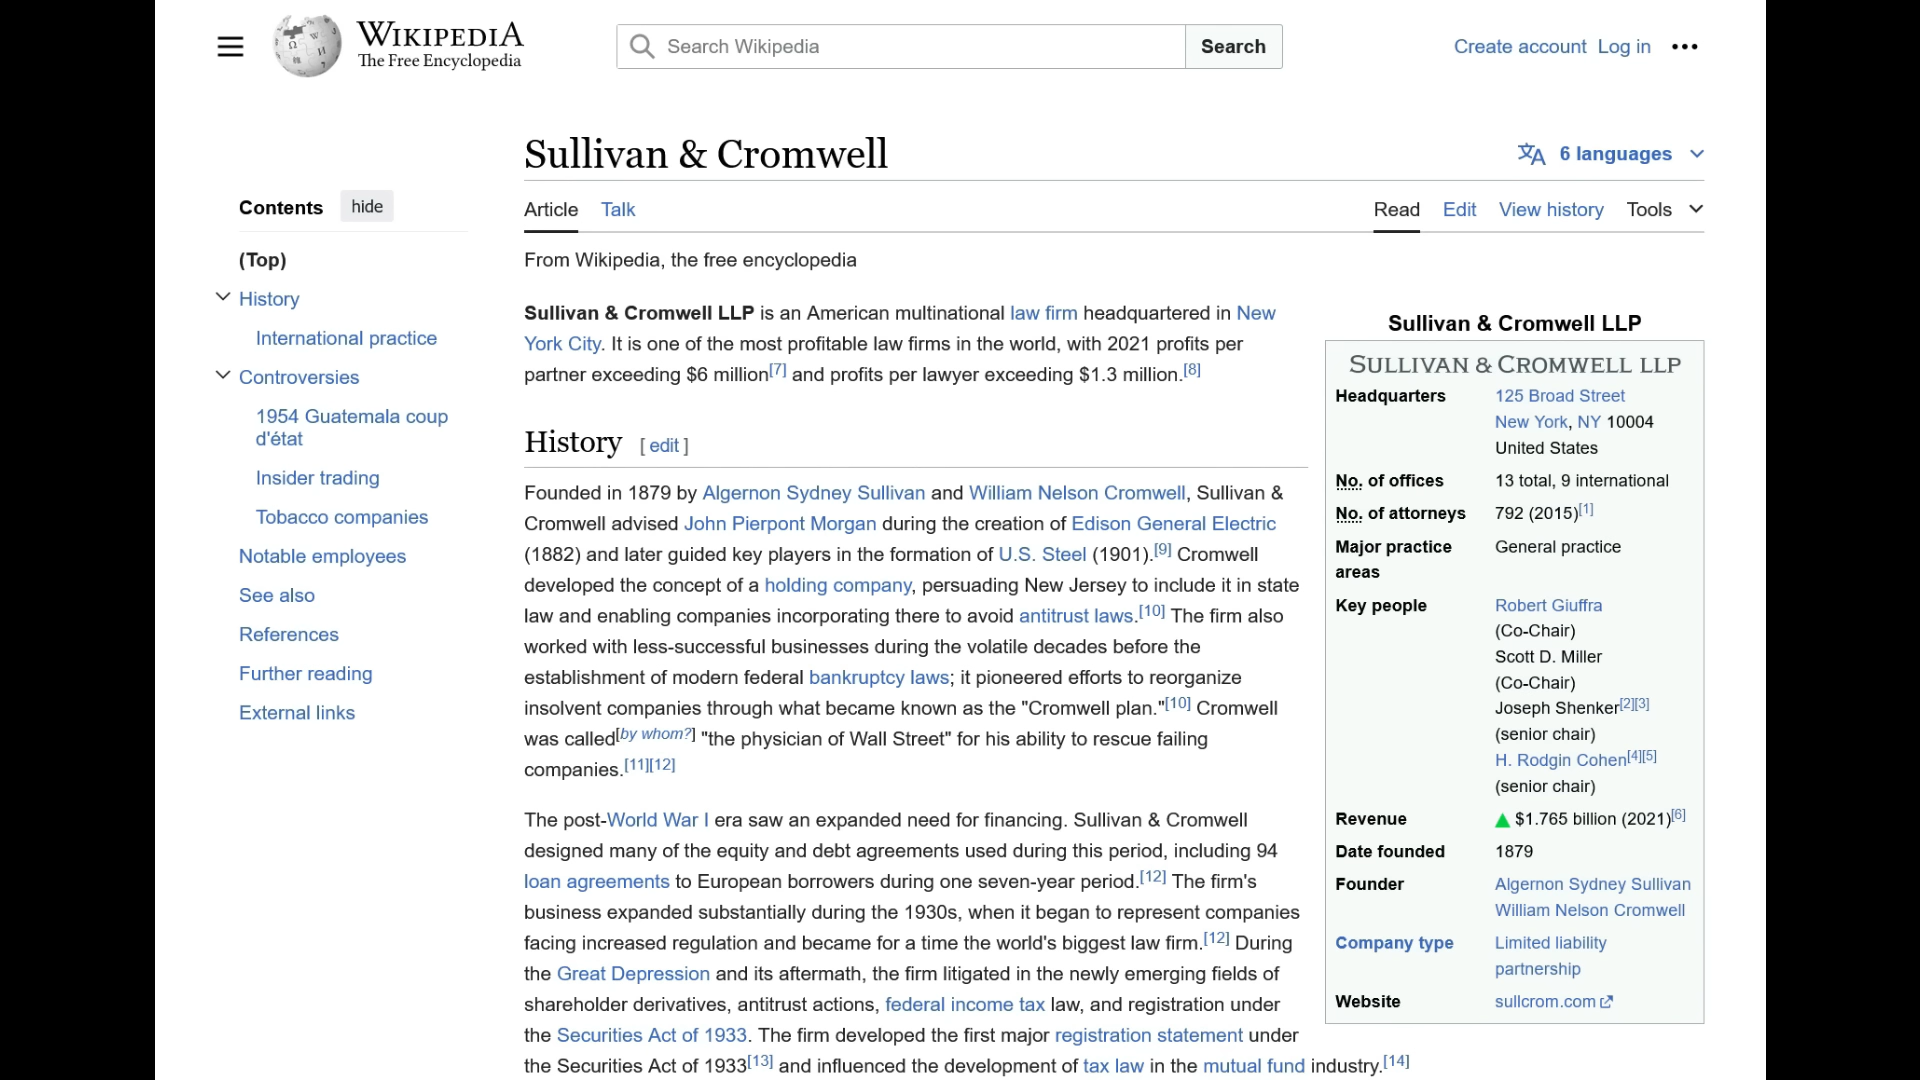 WIKIPEDIA
The Free Encyclopedia
Search Wikipedia
Search
Create account Log in
Sullivan & Cromwell
6 languages
Contents hide
(Top)
History
International practice
Controversies
1954 Guatemala coup
d'état
Insider trading
Tobacco companies
Notable employees
See also
References
Further reading
External links
Article Talk
Read Edit View history Tools
From Wikipedia, the free encyclopedia
Sullivan & Cromwell LLP is an American multinational law firm headquartered in New
York City. It is one of the most profitable law firms in the world, with 2021 profits per
partner exceeding $6 million[7] and profits per lawyer exceeding $1.3 million.[8]
History [ edit ]
Founded in 1879 by Algernon Sydney Sullivan and William Nelson Cromwell, Sullivan &
Cromwell advised John Pierpont Morgan during the creation of Edison General Electric
(1882) and later guided key players in the formation of U.S. Steel (1901).[9] Cromwell
developed the concept of a holding company, persuading New Jersey to include it in state
law and enabling companies incorporating there to avoid antitrust laws.[10] The firm also
worked with less-successful businesses during the volatile decades before the
establishment of modern federal bankruptcy laws; it pioneered efforts to reorganize
insolvent companies through what became known as the "Cromwell plan."[10] Cromwell
was called[by whom?] "the physician of Wall Street" for his ability to rescue failing
companies.[11][12]
The post-World War I era saw an expanded need for financing. Sullivan & Cromwell
designed many of the equity and debt agreements used during this period, including 94
loan agreements to European borrowers during one seven-year period.[12] The firm's
business expanded substantially during the 1930s, when it began to represent companies
facing increased regulation and became for a time the world's biggest law firm.[12] During
the Great Depression and its aftermath, the firm litigated in the newly emerging fields of
shareholder derivatives, antitrust actions, federal income tax law, and registration under
the Securities Act of 1933. The firm developed the first major registration statement under
the Securities Act of 1933[13] and influenced the development of tax law in the mutual fund industry.[14]
Sullivan & Cromwell LLP
SULLIVAN & CROMWELL LLP
Headquarters 125 Broad Street
New York, NY 10004
United States
No. of offices 13 total, 9 international
No. of attorneys 792 (2015)[1]
Major practice General practice
areas
Key people Robert Giuffra
(Co-Chair)
Scott D. Miller
(Co-Chair)
Joseph Shenker[2][3]
(senior chair)
H. Rodgin Cohen[4][5]
(senior chair)
Revenue ▲ $1.765 billion (2021)[6]
Date founded 1879
Founder Algernon Sydney Sullivan
William Nelson Cromwell
Company type Limited liability
partnership
Website sullcrom.com